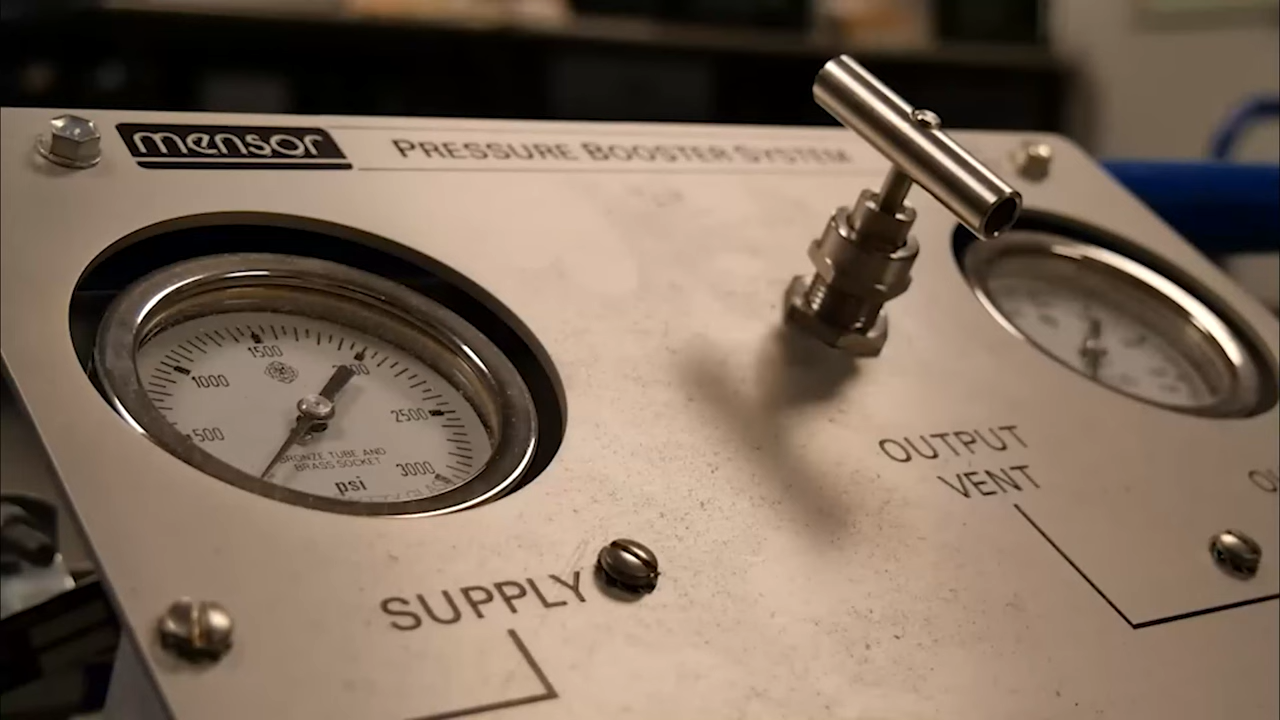 mensor
PRESSURE BOOSTER SYSTEM
1500
1000
2500
500
3000
BRONZE TUBE AND
BRASS SOCKET
psi
OUTPUT
VENT
SUPPLY